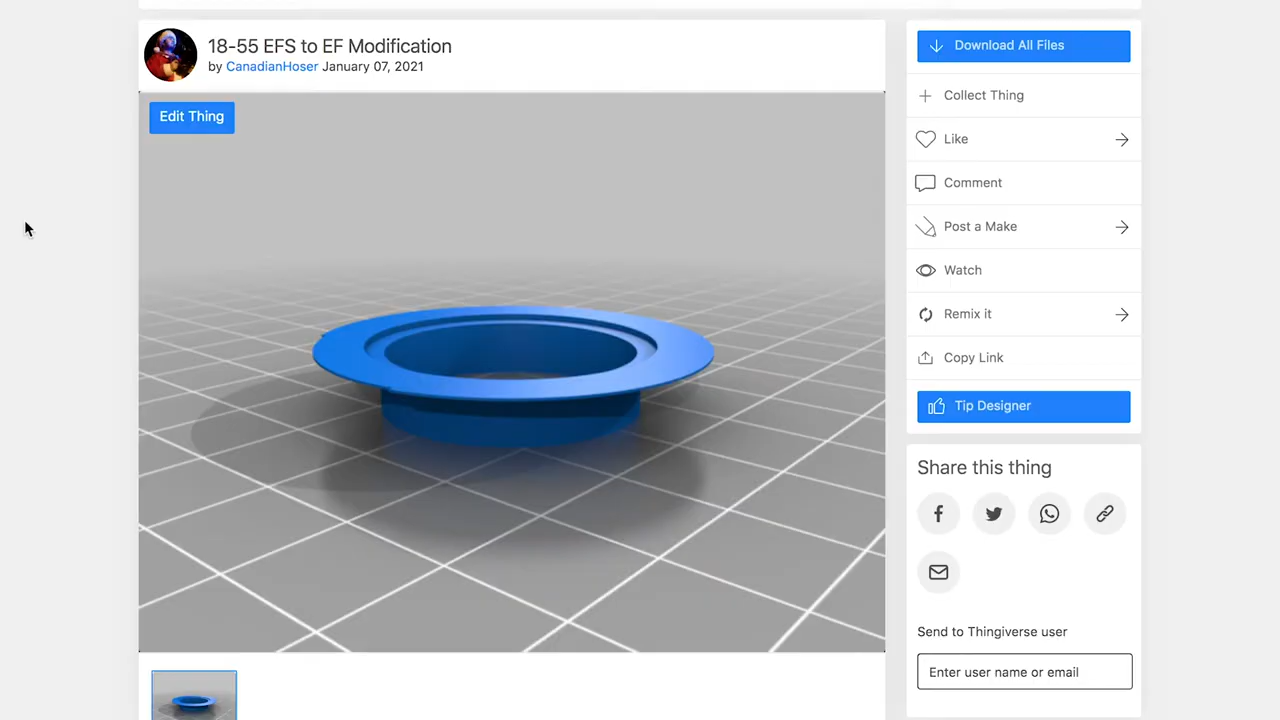 18-55 EFS to EF Modification
by CanadianHoser January 07, 2021
Edit Thing
Download All Files
Collect Thing
Like
Comment
Post a Make
Watch
Remix it
Copy Link
Tip Designer
Share this thing
Send to Thingiverse user
Enter user name or email